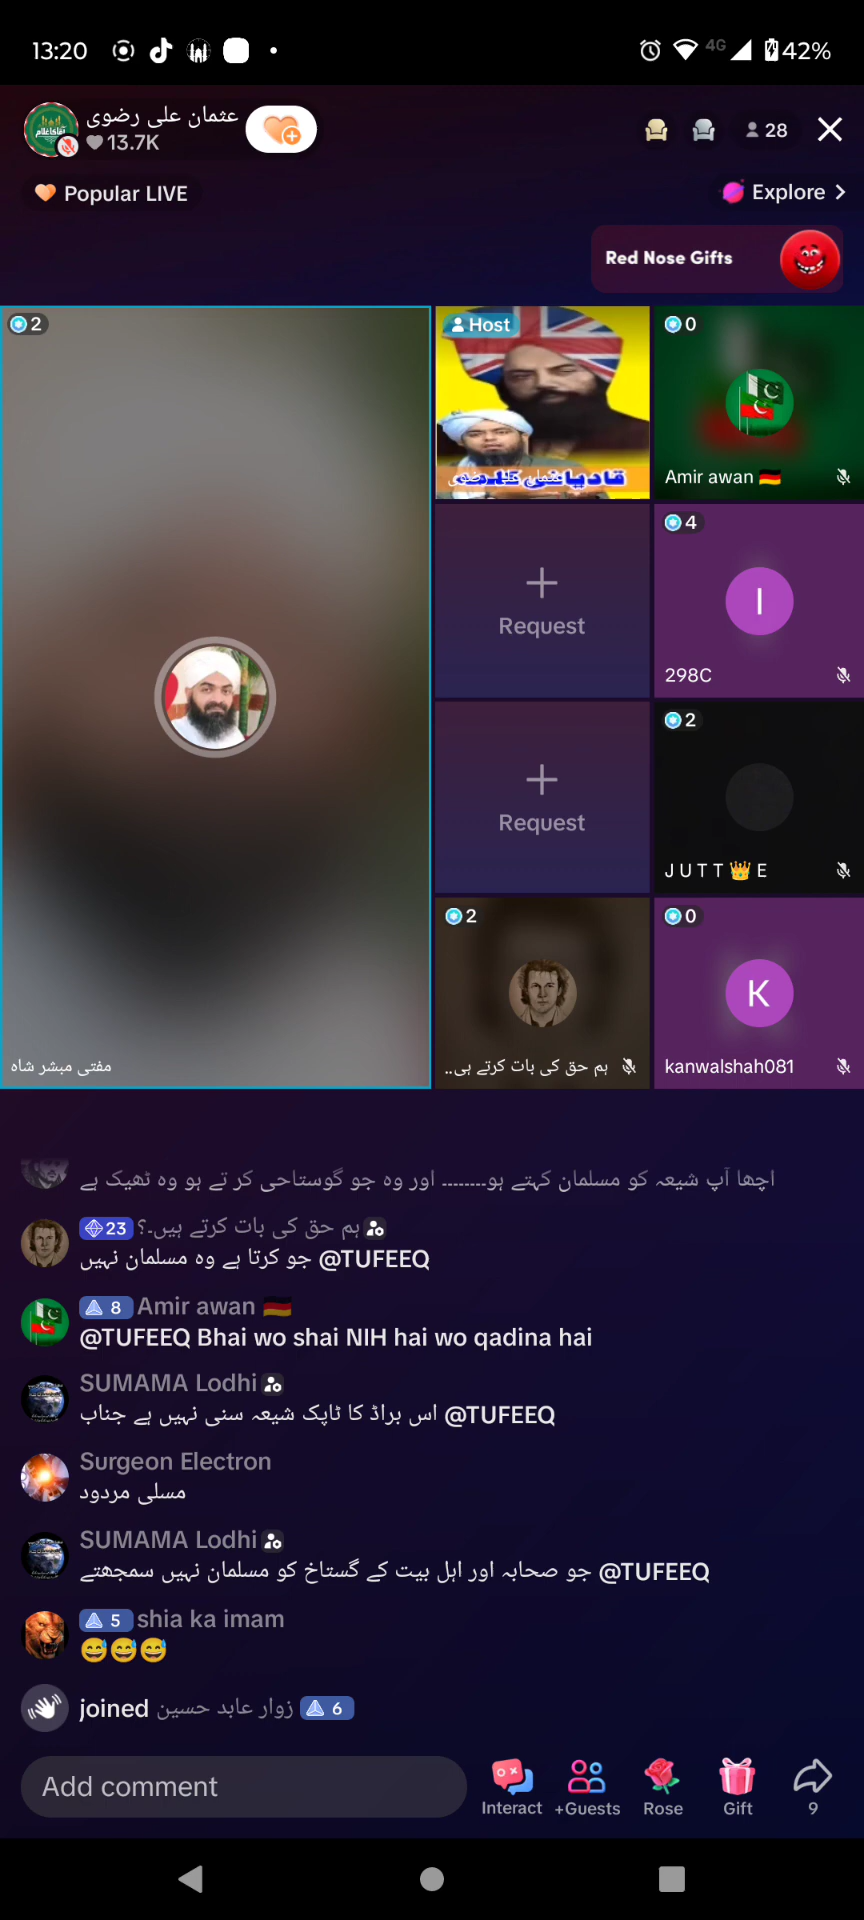 13:20
4G
42%
عثمان علی رضوی
13.7K
28
Popular LIVE
Explore
Red Nose Gifts
2
Host
0
قادیانی
عثمان علی رضوی
Amir awan 🇩🇪
4
Request
I
298C
2
Request
J U T T 👑 E
2
0
K
مفتی مبشر شاہ
ہم حق کی بات کرتے ہی..
kanwalshah081
اچھا آپ شیعہ کو مسلمان کہتے ہو-------- اور وہ جو گوستاحی کر تے ہو وہ ٹھیک ہے
23 ہم حق کی بات کرتے ہیں۔؟
@TUFEEQ جو کرتا ہے وہ مسلمان نہیں
8 Amir awan 🇩🇪
@TUFEEQ Bhai wo shai NIH hai wo qadina hai
SUMAMA Lodhi
@TUFEEQ اس براڈ کا ٹاپک شیعہ سنی نہیں ہے جناب
Surgeon Electron
مسلی مردود
SUMAMA Lodhi
@TUFEEQ جو صحابہ اور اہل بیت کے گستاخ کو مسلمان نہیں سمجھتے
5 shia ka imam
😅😅😅
joined زوار عابد حسین 6
Add comment
Interact
+Guests
Rose
Gift
9